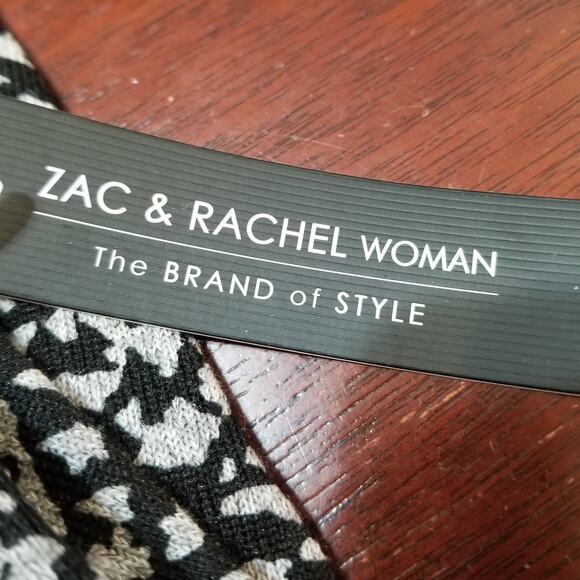 ZAC & RACHEL WOMAN
The BRAND of STYLE